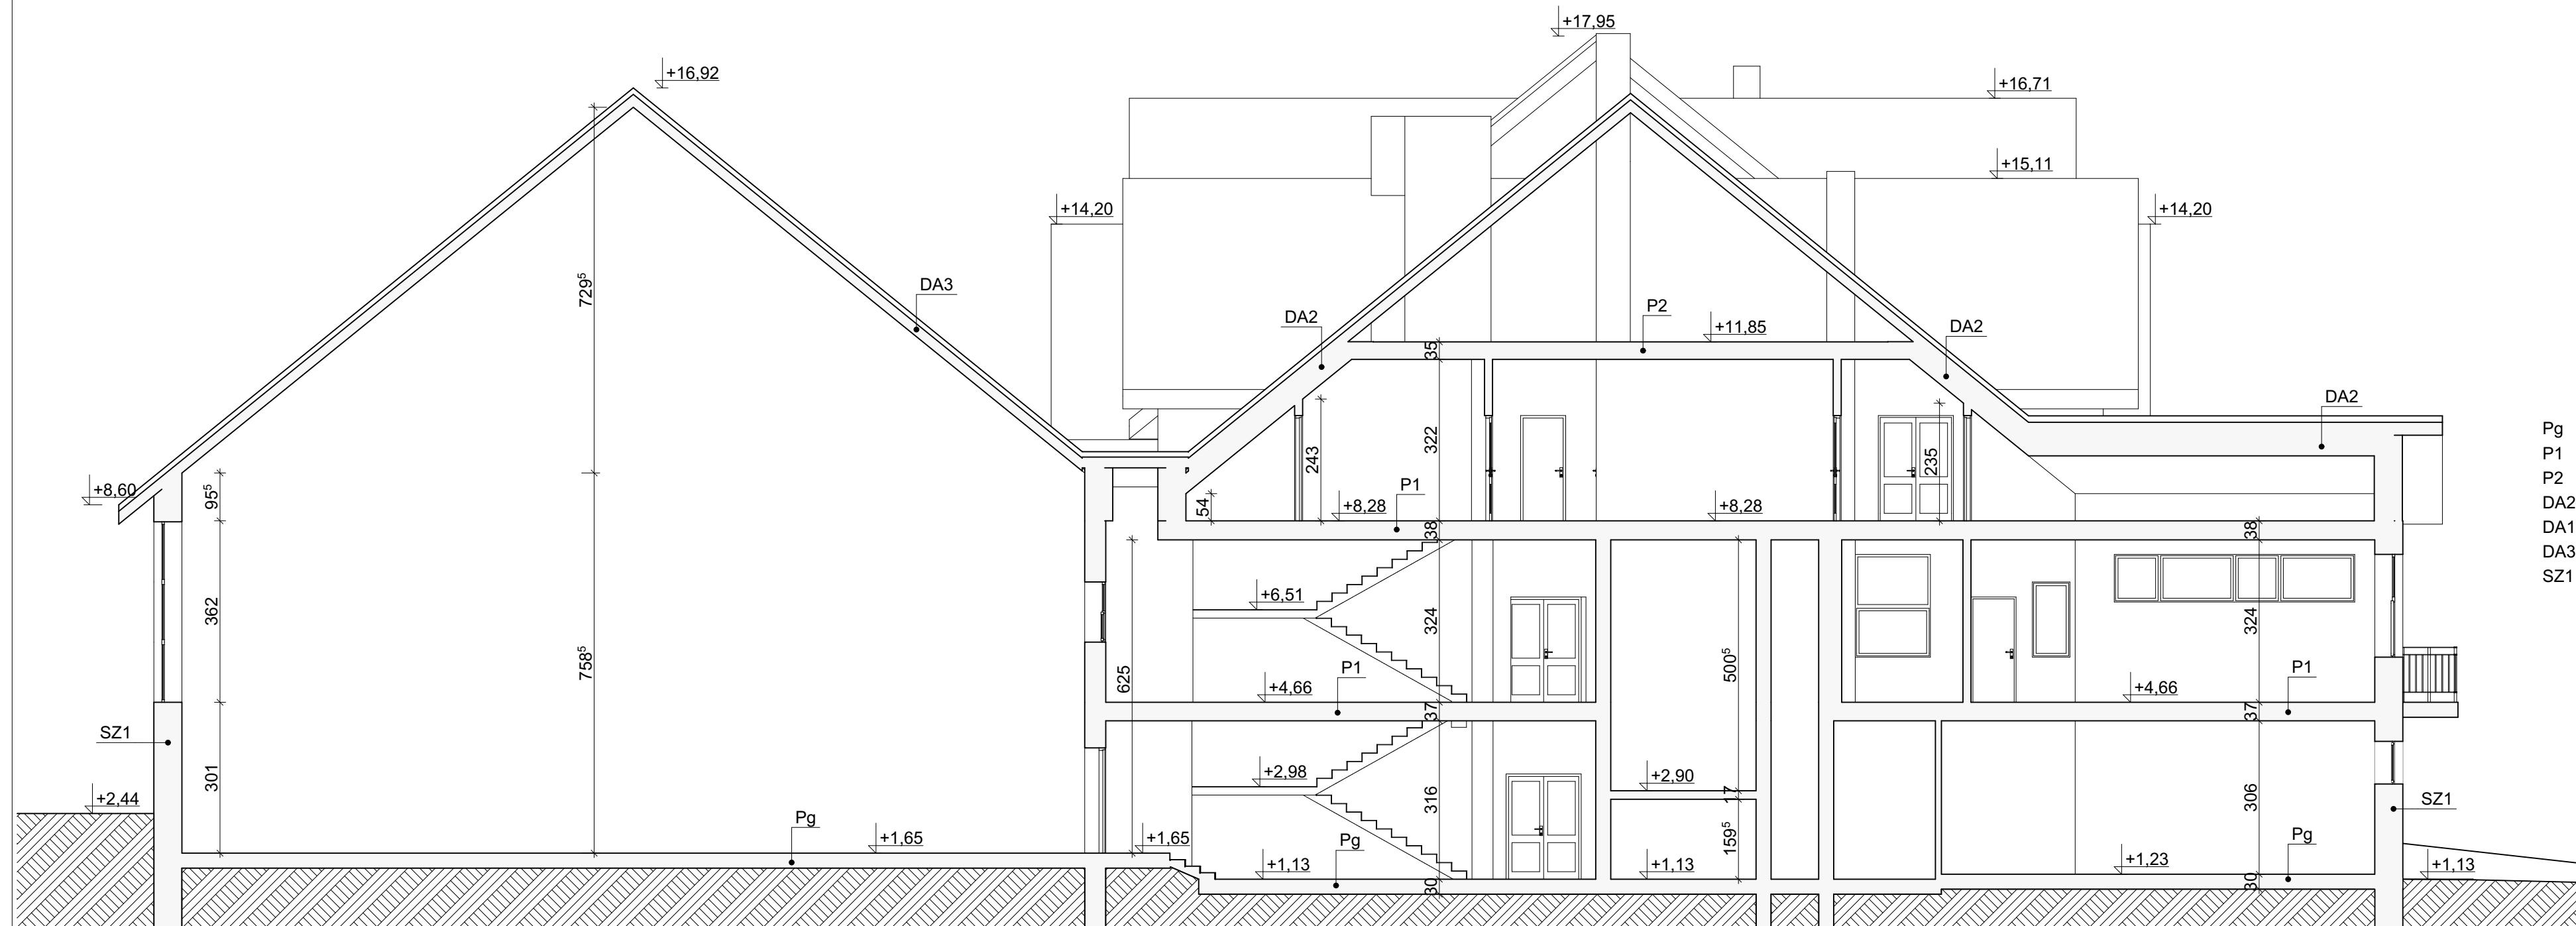 +17,95
+16,92
+16,71
+15,11
+14,20
+14,20
729⁵
DA3
DA2
P2
+11,85
DA2
35
DA2
Pg
P1
P2
DA2
DA1
DA3
SZ1
+8,60
95⁵
243
322
235
54
P1
+8,28
+8,28
38
38
362
758⁵
625
+6,51
324
500⁵
324
P1
+4,66
+4,66
P1
37
37
SZ1
301
+2,44
+2,98
316
+2,90
17
306
SZ1
Pg
+1,65
+1,65
Pg
159⁵
Pg
+1,13
+1,13
+1,23
+1,13
30
30